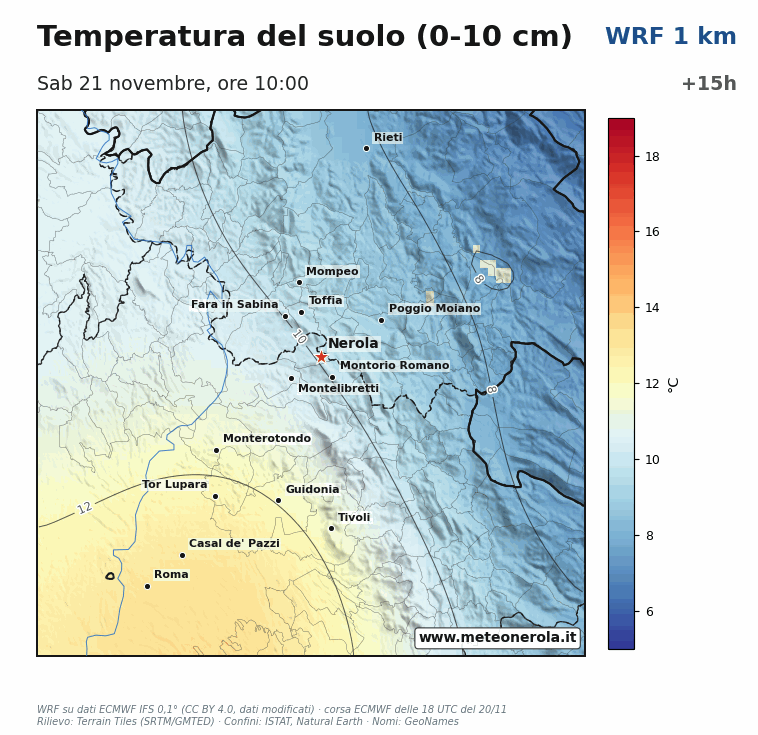 Temperatura del suolo (0-10 cm) WRF 1 km
Sab 21 novembre, ore 10:00 +15h
Rieti
18
16
Mompeo
8
Fara in Sabina Toffia
Poggio Moiano
14
10
Nerola
Montorio Romano
Montelibretti
8
12
°C
Monterotondo
10
Tor Lupara
Guidonia
12
Tivoli
8
Casal de' Pazzi
Roma
6
www.meteonerola.it
WRF su dati ECMWF IFS 0,1° (CC BY 4.0, dati modificati) · corsa ECMWF delle 18 UTC del 20/11
Rilievo: Terrain Tiles (SRTM/GMTED) · Confini: ISTAT, Natural Earth · Nomi: GeoNames